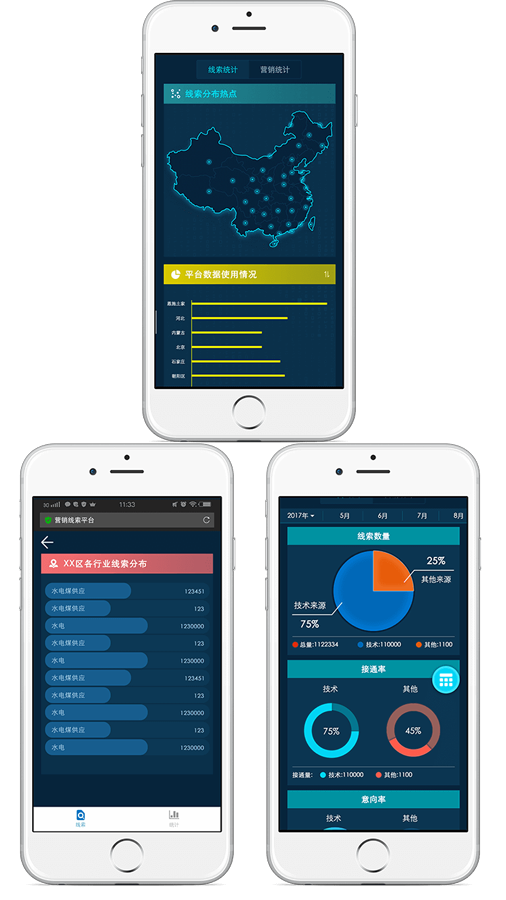 线索统计 营销统计
线索分布热点
平台数据使用情况
河北
内蒙古
北京
石家庄
朝阳区
3G 11:33
营销线索平台
XX区各行业线索分布
水电煤供应 123451
水电煤供应 123
水电 1230000
水电煤供应 123
水电 1230000
水电煤供应 123451
水电煤供应 123
水电 1230000
水电煤供应 123
水电 1230000
线索 统计
2017年 5月 6月 7月 8月
线索数量
25%
其他来源
技术来源
75%
总量:1122334 技术:110000 其他:1100
接通率
技术 其他
75% 45%
接通量: 技术:110000 其他:1100
意向率
技术 其他